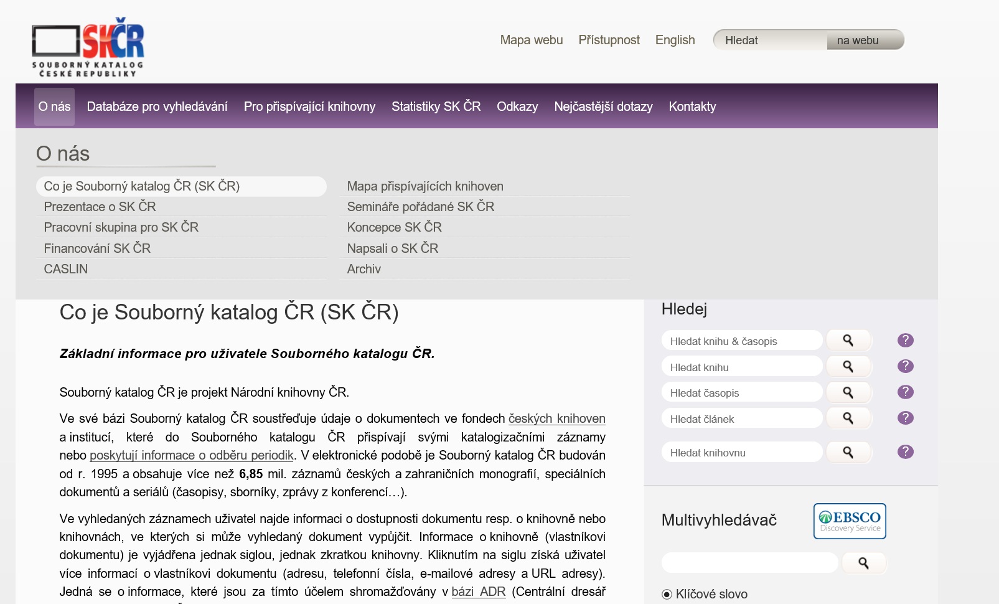 SKČR
SOUBORNÝ KATALOG
ČESKÉ REPUBLIKY
Mapa webu Přístupnost English Hledat na webu
O nás Databáze pro vyhledávání Pro přispívající knihovny Statistiky SK ČR Odkazy Nejčastější dotazy Kontakty
O nás
Co je Souborný katalog ČR (SK ČR)
Prezentace o SK ČR
Pracovní skupina pro SK ČR
Financování SK ČR
CASLIN
Mapa přispívajících knihoven
Semináře pořádané SK ČR
Koncepce SK ČR
Napsali o SK ČR
Archiv
Co je Souborný katalog ČR (SK ČR)
Základní informace pro uživatele Souborného katalogu ČR.
Souborný katalog ČR je projekt Národní knihovny ČR.
Ve své bázi Souborný katalog ČR soustřeďuje údaje o dokumentech ve fondech českých knihoven
a institucí, které do Souborného katalogu ČR přispívají svými katalogizačními záznamy
nebo poskytují informace o odběru periodik. V elektronické podobě je Souborný katalog ČR budován
od r. 1995 a obsahuje více než 6,85 mil. záznamů českých a zahraničních monografií, speciálních
dokumentů a seriálů (časopisy, sborníky, zprávy z konferencí…).
Ve vyhledaných záznamech uživatel najde informaci o dostupnosti dokumentu resp. o knihovně nebo
knihovnách, ve kterých si může vyhledaný dokument vypůjčit. Informace o knihovně (vlastníkovi
dokumentu) je vyjádřena jednak siglou, jednak zkratkou knihovny. Kliknutím na siglu získá uživatel
více informací o vlastníkovi dokumentu (adresu, telefonní čísla, e-mailové adresy a URL adresy).
Jedná se o informace, které jsou za tímto účelem shromažďovány v bázi ADR (Centrální dresář
Hledej
Hledat knihu & časopis ?
Hledat knihu ?
Hledat časopis ?
Hledat článek ?
Hledat knihovnu ?
Multivyhledávač
EBSCO
Discovery Service
Klíčové slovo